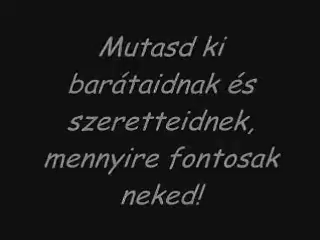 Mutasd ki
barátaidnak és
szeretteidnek,
mennyire fontosak
neked!